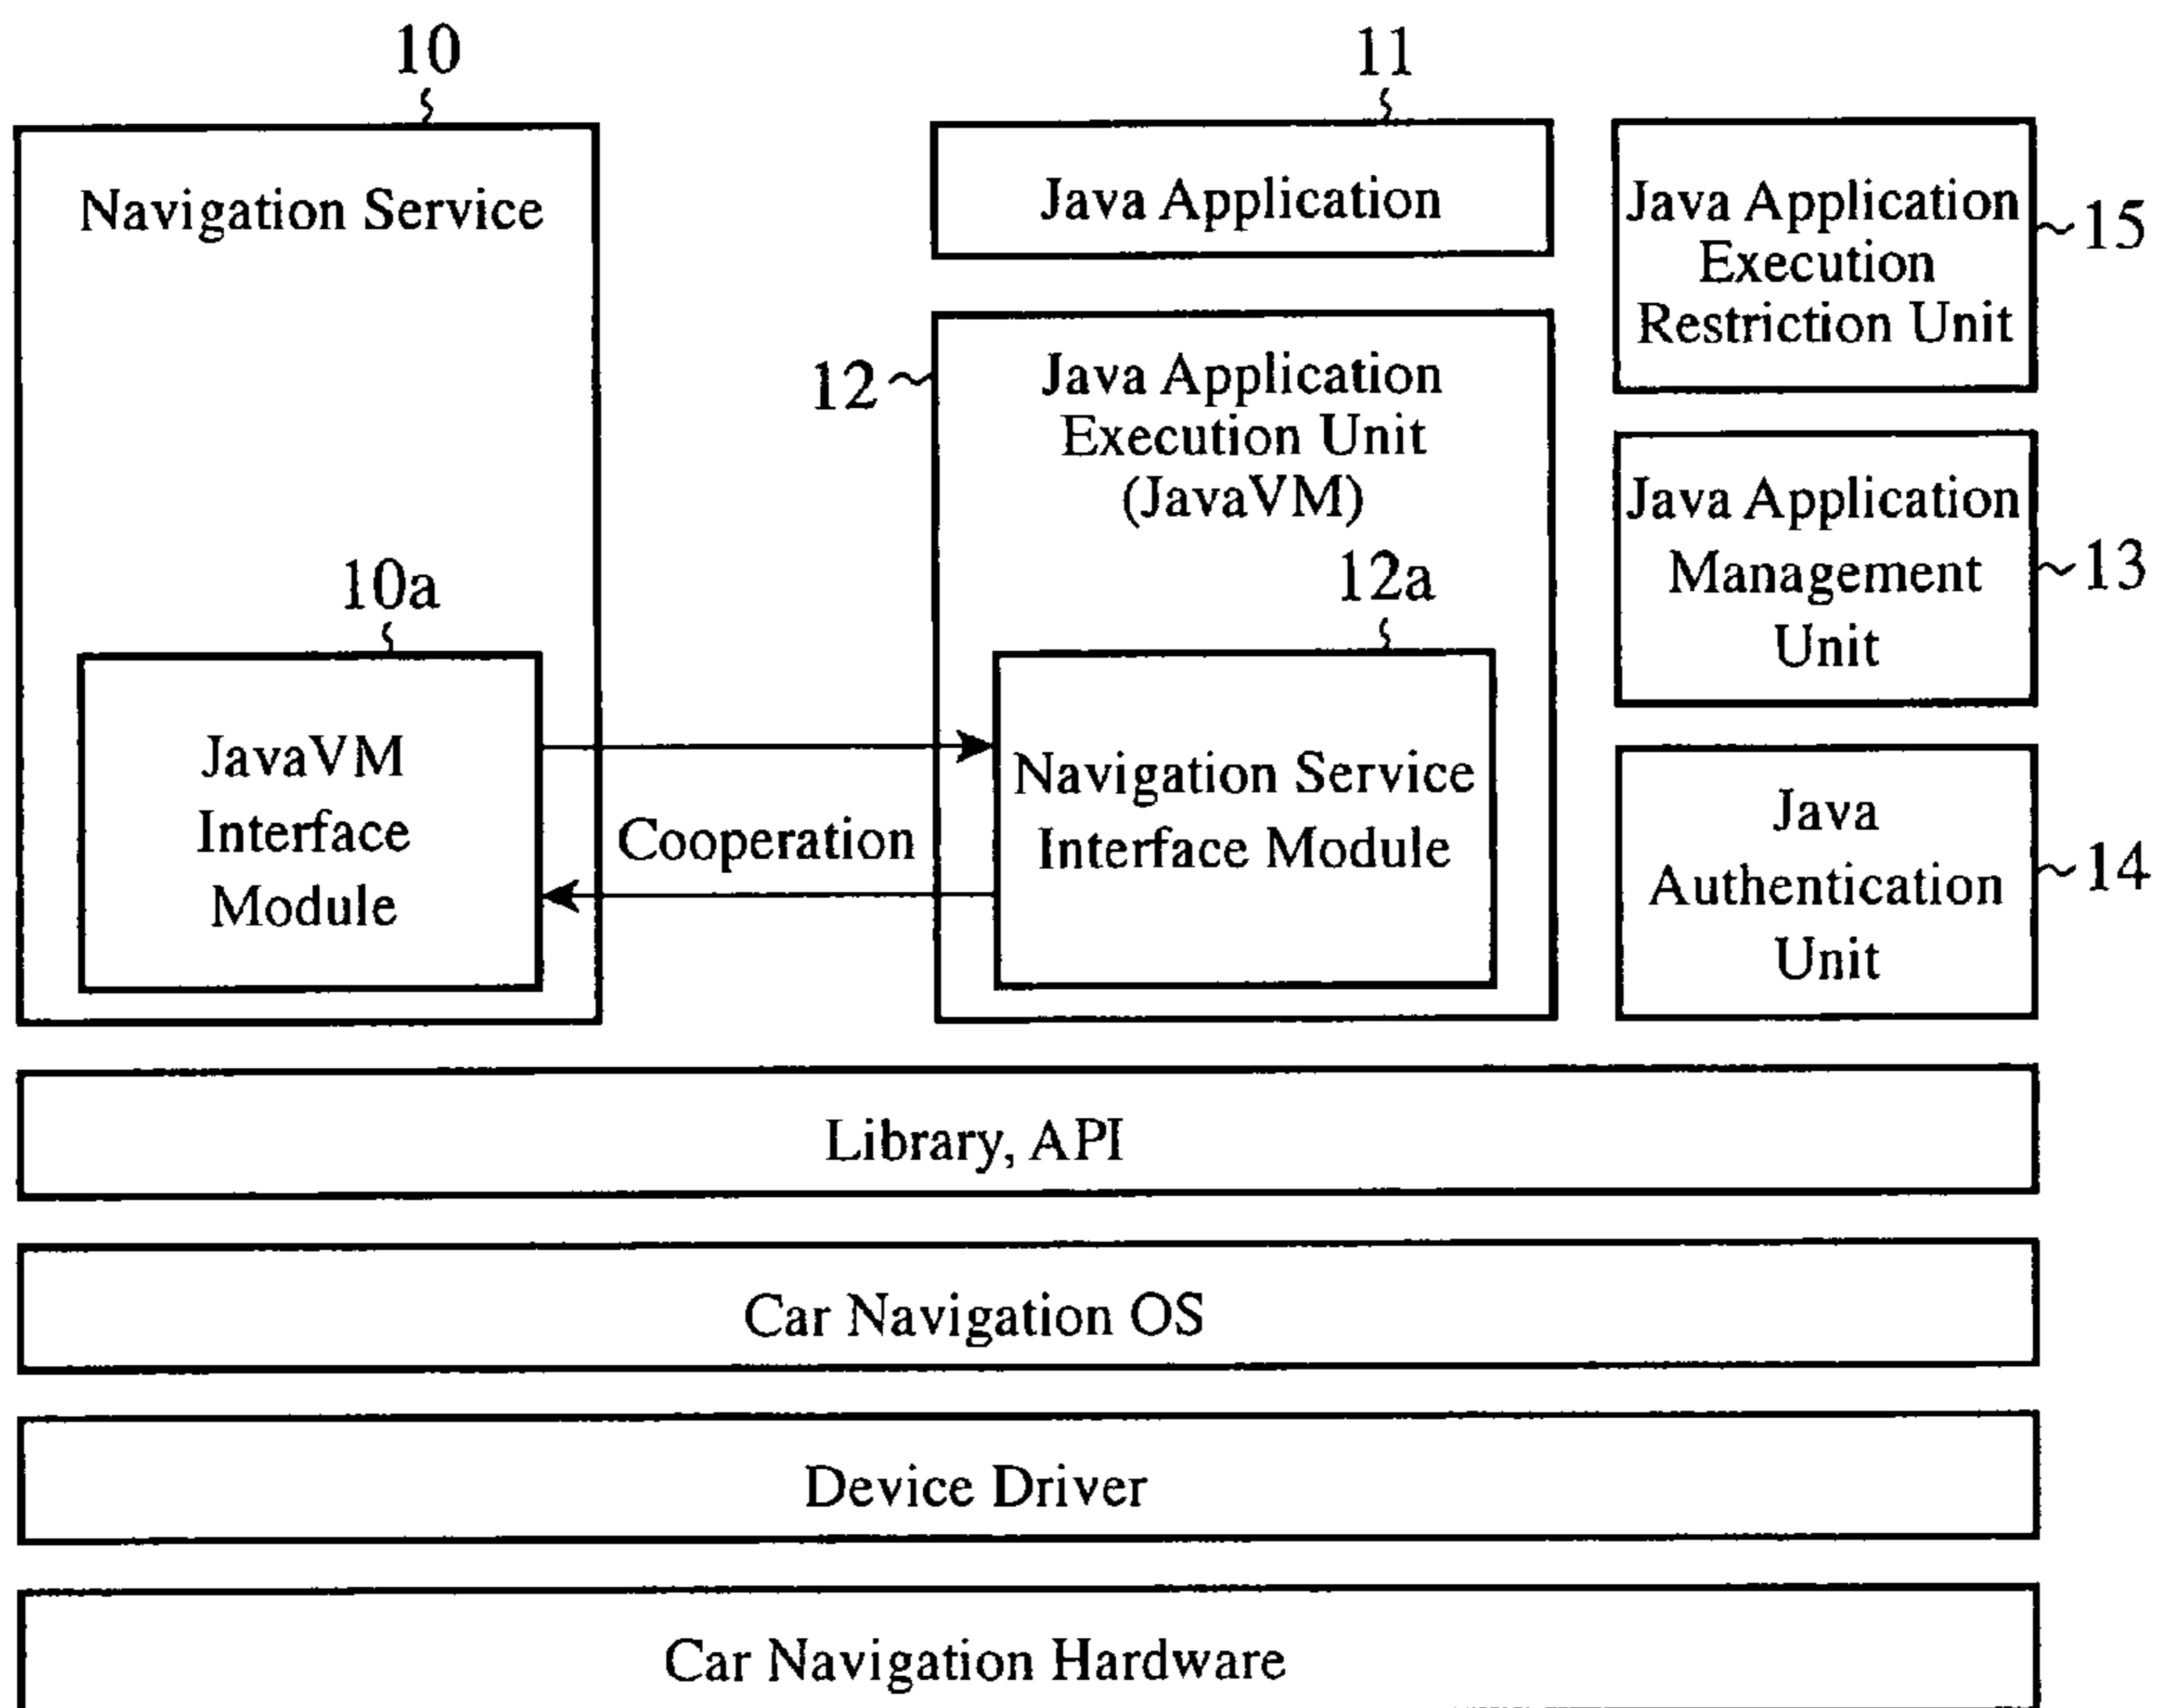 10
11
Navigation Service
Java Application
Java Application
Execution
Restriction Unit
15
12
Java Application
Execution Unit
(JavaVM)
Java Application
Management
Unit
13
10a
12a
JavaVM
Interface
Module
Cooperation
Navigation Service
Interface Module
Java
Authentication
Unit
14
Library, API
Car Navigation OS
Device Driver
Car Navigation Hardware